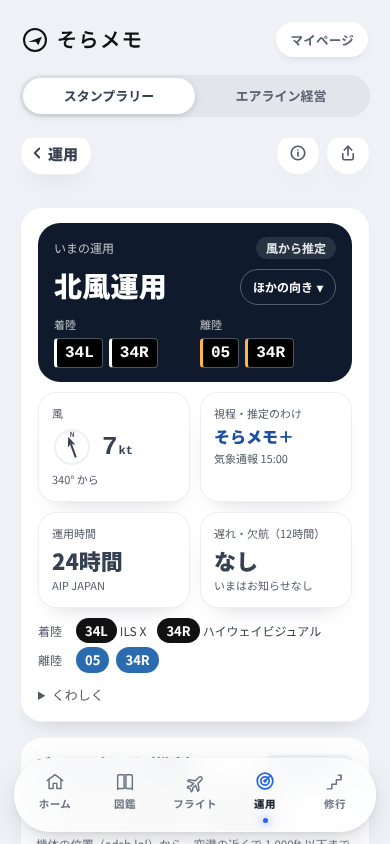 そらメモ
マイページ
スタンプラリー
エアライン経営
運用
いまの運用
風から推定
北風運用
ほかの向き ▾
着陸
離陸
34L 34R
05 34R
風
N
7kt
340° から
視程・推定のわけ
そらメモ＋
気象通報 15:00
運用時間
24時間
AIP JAPAN
遅れ・欠航（12時間）
なし
いまはお知らせなし
着陸 34L ILS X 34R ハイウェイビジュアル
離陸 05 34R
▶ くわしく
ホーム
図鑑
フライト
運用
修行